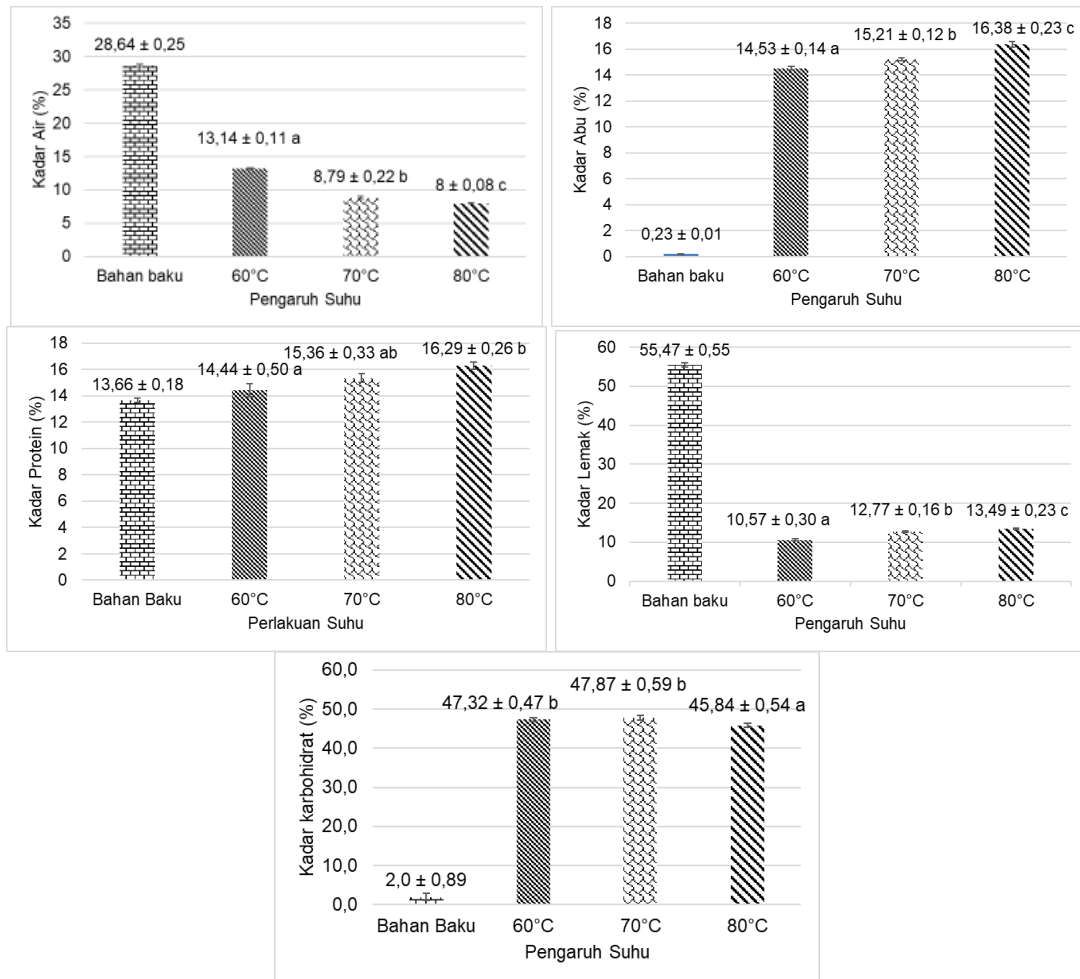 Kadar Air (%)
35
30
25
20
15
10
5
0
28,64 ± 0,25
13,14 ± 0,11 a
8,79 ± 0,22 b
8 ± 0,08 c
Bahan baku 60°C 70°C 80°C
Pengaruh Suhu
Kadar Abu (%)
18
16
14
12
10
8
6
4
2
0
0,23 ± 0,01
14,53 ± 0,14 a
15,21 ± 0,12 b
16,38 ± 0,23 c
Bahan baku 60°C 70°C 80°C
Pengaruh Suhu
Kadar Protein (%)
18
16
14
12
10
8
6
4
2
0
13,66 ± 0,18
14,44 ± 0,50 a
15,36 ± 0,33 ab
16,29 ± 0,26 b
Bahan Baku 60°C 70°C 80°C
Perlakuan Suhu
Kadar Lemak (%)
60
50
40
30
20
10
0
55,47 ± 0,55
10,57 ± 0,30 a
12,77 ± 0,16 b
13,49 ± 0,23 c
Bahan baku 60°C 70°C 80°C
Pengaruh Suhu
Kadar karbohidrat (%)
60,0
50,0
40,0
30,0
20,0
10,0
0,0
2,0 ± 0,89
47,32 ± 0,47 b
47,87 ± 0,59 b
45,84 ± 0,54 a
Bahan Baku 60°C 70°C 80°C
Pengaruh Suhu